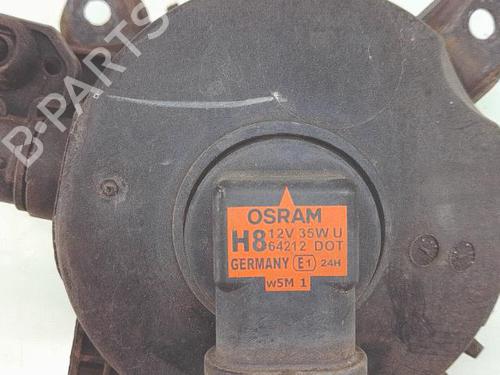 B-PARTS
OSRAM
H8 12V 35W U
64212 DOT
GERMANY E1 24H
W5M 1